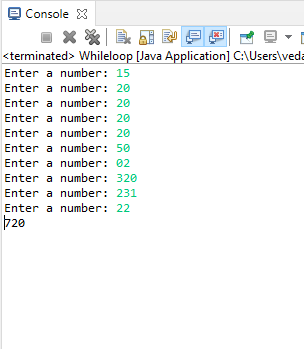 Console
<terminated> Whileloop [Java Application] C:\Users\veda
Enter a number: 15
Enter a number: 20
Enter a number: 20
Enter a number: 20
Enter a number: 20
Enter a number: 50
Enter a number: 02
Enter a number: 320
Enter a number: 231
Enter a number: 22
720